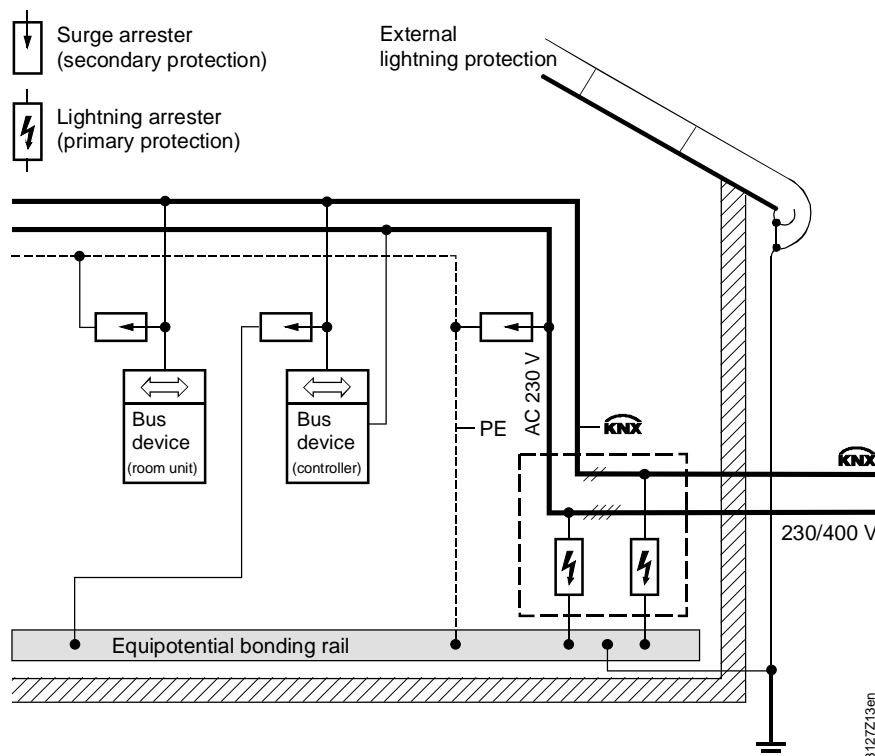 Surge arrester
(secondary protection)
Lightning arrester
(primary protection)
External
lightning protection
Bus
device
(room unit)
Bus
device
(controller)
PE
AC 230 V
KNX
KNX
230/400 V
Equipotential bonding rail
3127Z13en